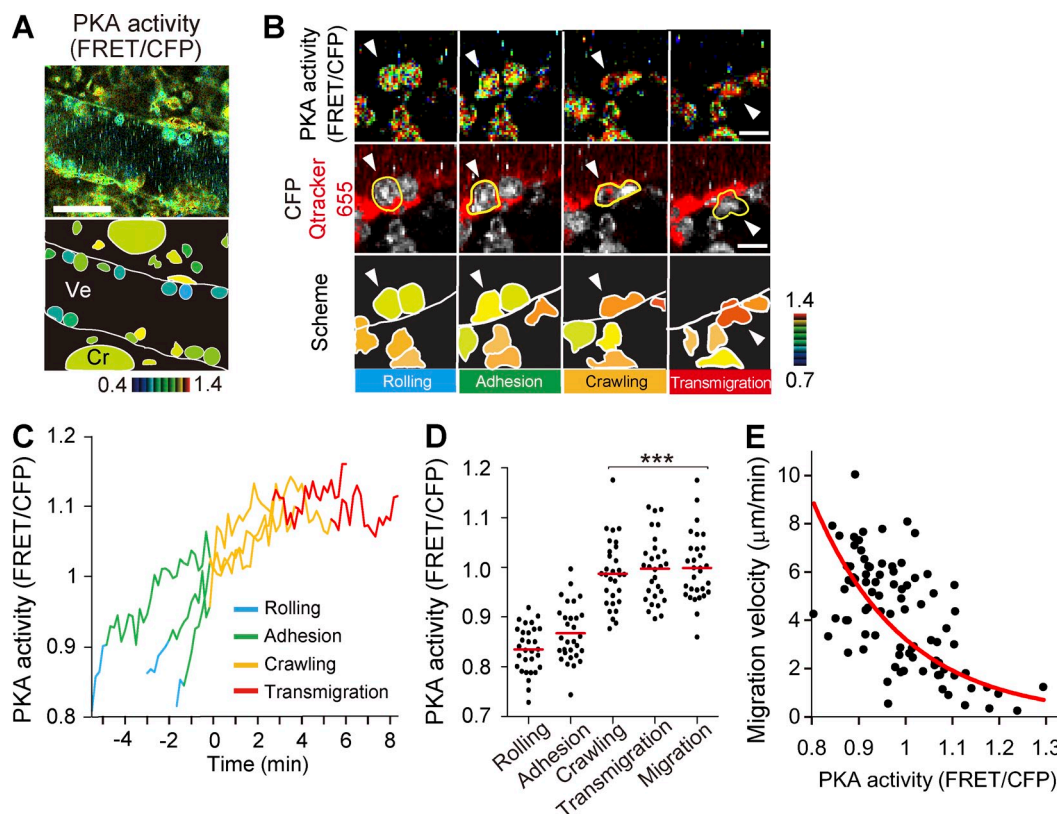 A
PKA activity
(FRET/CFP)
Ve
Cr
0.4
1.4
B
PKA activity
(FRET/CFP)
CFP
Qtracker
655
Scheme
Rolling
Adhesion
Crawling
Transmigration
1.4
0.7
C
PKA activity (FRET/CFP)
1.2
1.1
1
0.9
0.8
Rolling
Adhesion
Crawling
Transmigration
-4
-2
0
2
4
6
8
Time (min)
D
PKA activity (FRET/CFP)
1.2
1.1
1.0
0.9
0.8
0.7
***
Rolling
Adhesion
Crawling
Transmigration
Migration
E
Migration velocity (μm/min)
10
8
6
4
2
0
0.8
0.9
1
1.1
1.2
1.3
PKA activity (FRET/CFP)